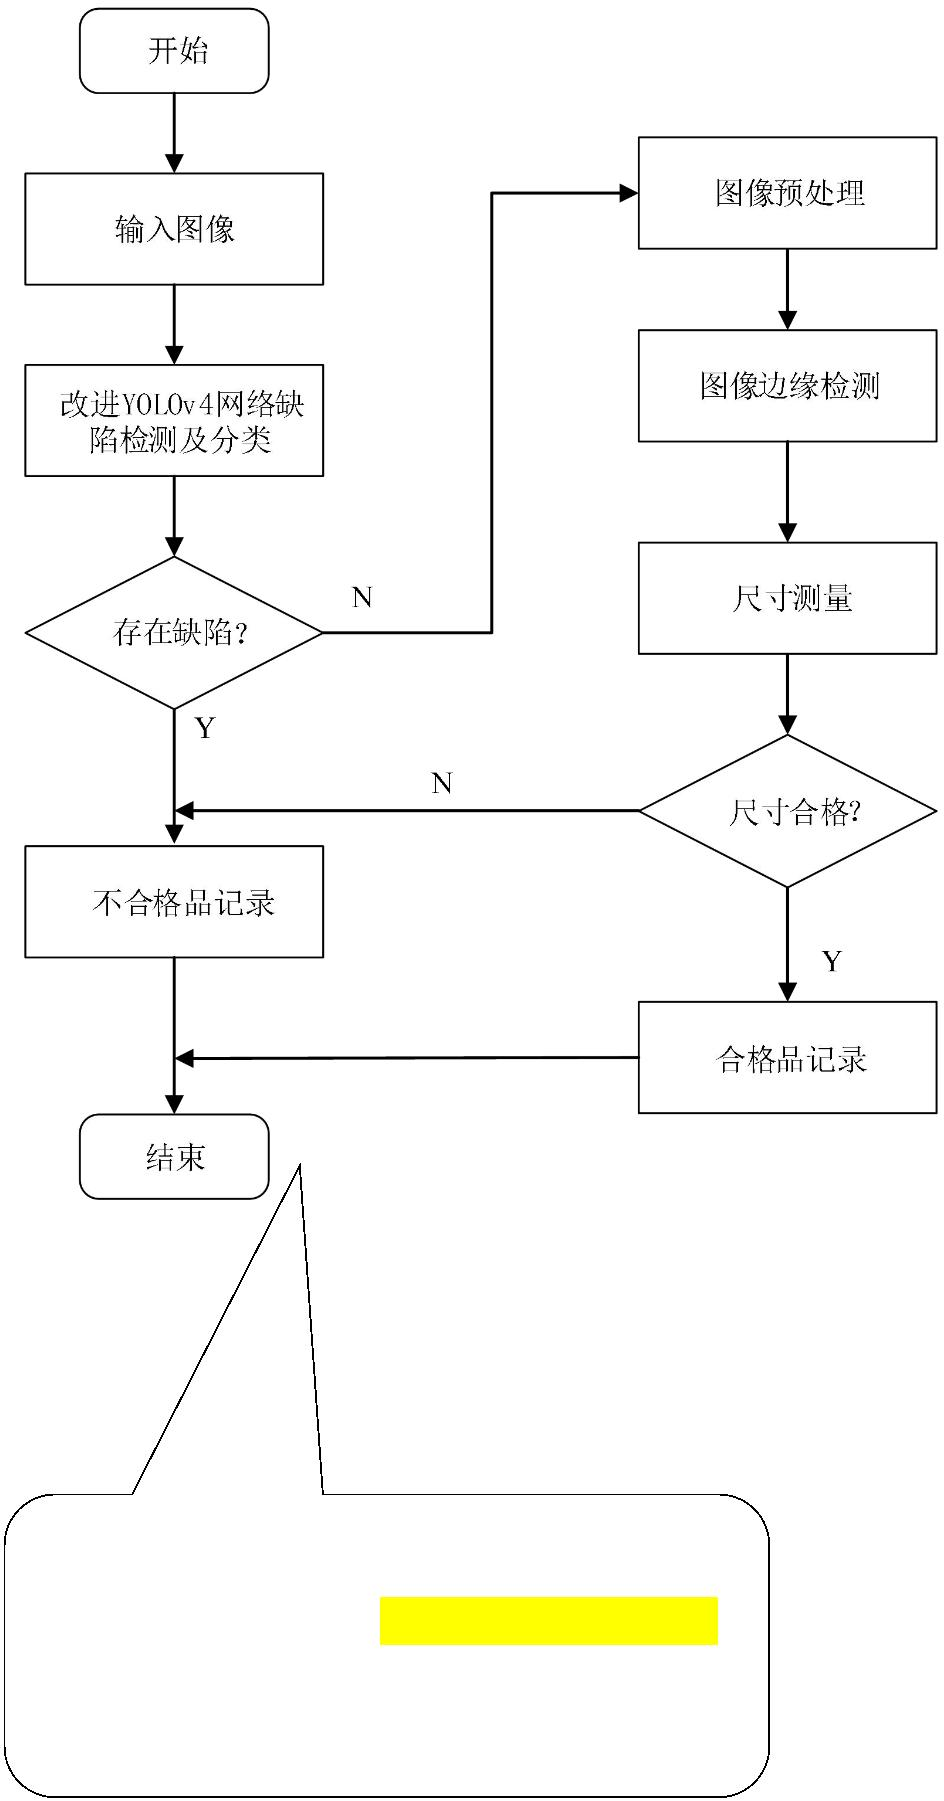 开始
输入图像
改进YOLOv4网络缺
陷检测及分类
存在缺陷?
N
Y
图像预处理
图像边缘检测
尺寸测量
尺寸合格?
N
Y
不合格品记录
合格品记录
结束